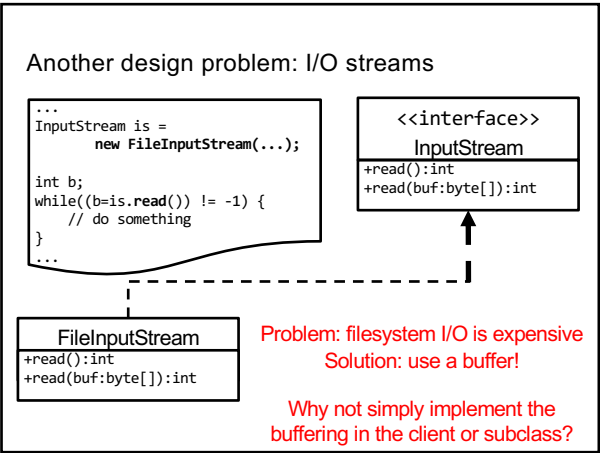 Another design problem: I/O streams
...
InputStream is =
new FileInputStream(...);
int b;
while((b=is.read()) != -1) {
// do something
}
...
<<interface>>
InputStream
+read():int
+read(buf:byte[]):int
FileInputStream
+read():int
+read(buf:byte[]):int
Problem: filesystem I/O is expensive
Solution: use a buffer!
Why not simply implement the
buffering in the client or subclass?